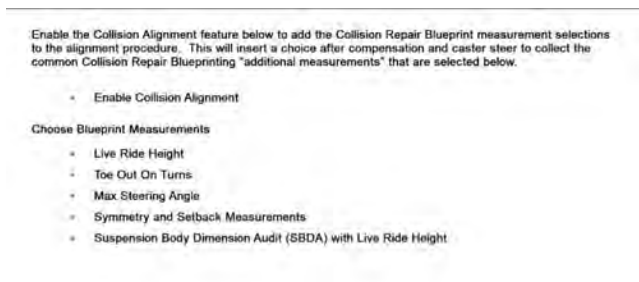 Enable the Collision Alignment feature below to add the Collision Repair Blueprint measurement selections
to the alignment procedure. This will insert a choice after compensation and caster steer to collect the
common Collision Repair Blueprinting "additional measurements" that are selected below.
- Enable Collision Alignment
Choose Blueprint Measurements
- Live Ride Height
- Toe Out On Turns
- Max Steering Angle
- Symmetry and Setback Measurements
- Suspension Body Dimension Audit (SBDA) with Live Ride Height